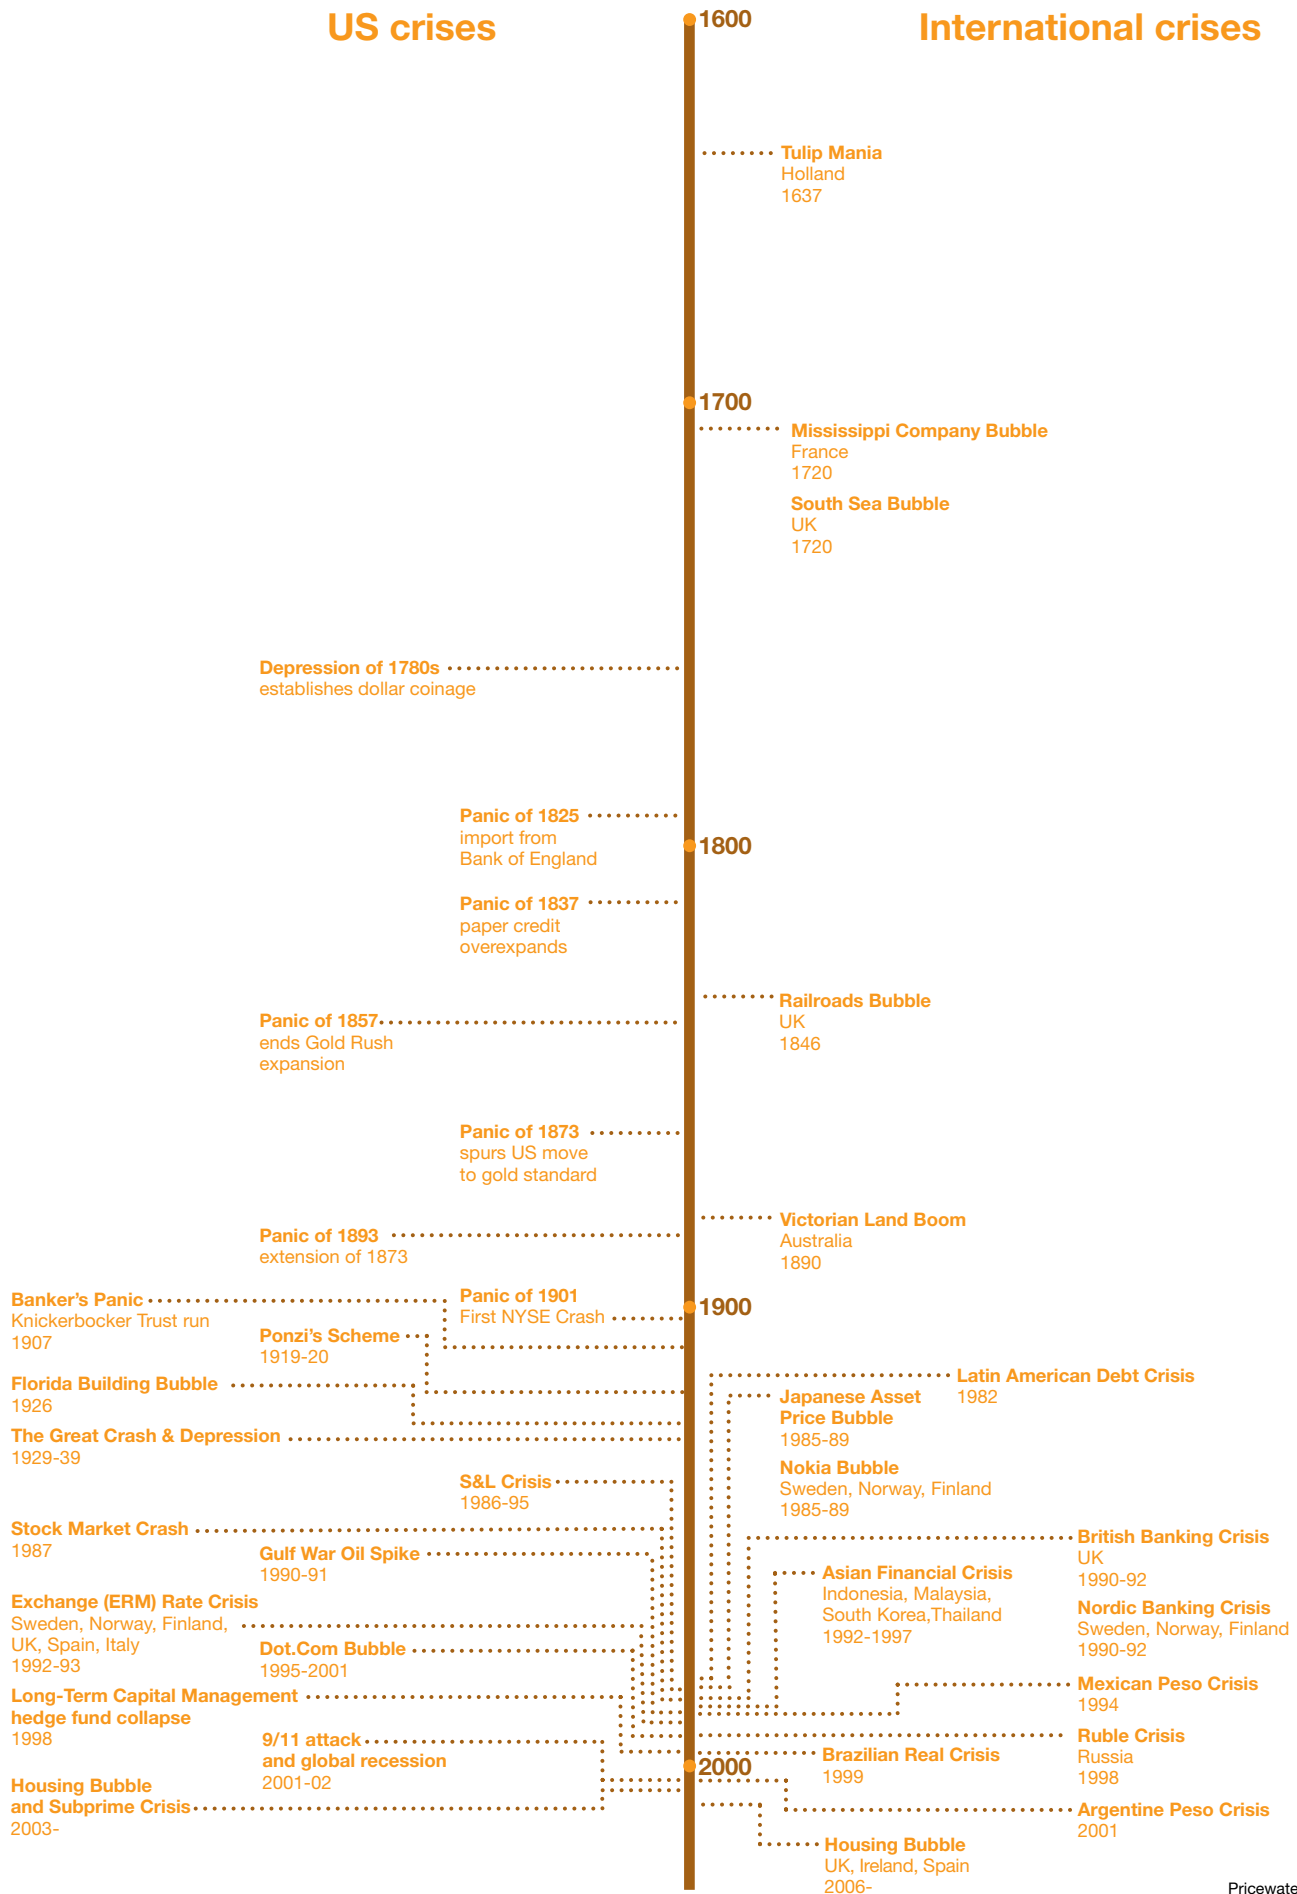 US crises
International crises
1600
Tulip Mania
Holland
1637
1700
Mississippi Company Bubble
France
1720
South Sea Bubble
UK
1720
Depression of 1780s
establishes dollar coinage
Panic of 1825
import from
Bank of England
1800
Panic of 1837
paper credit
overexpands
Railroads Bubble
UK
1846
Panic of 1857
ends Gold Rush
expansion
Panic of 1873
spurs US move
to gold standard
Victorian Land Boom
Australia
1890
Panic of 1893
extension of 1873
Panic of 1901
First NYSE Crash
1900
Banker's Panic
Knickerbocker Trust run
1907
Ponzi's Scheme
1919-20
Florida Building Bubble
1926
The Great Crash & Depression
1929-39
Latin American Debt Crisis
1982
Japanese Asset
Price Bubble
1985-89
Nokia Bubble
Sweden, Norway, Finland
1985-89
S&L Crisis
1986-95
Stock Market Crash
1987
Gulf War Oil Spike
1990-91
British Banking Crisis
UK
1990-92
Asian Financial Crisis
Indonesia, Malaysia,
South Korea,Thailand
1992-1997
Nordic Banking Crisis
Sweden, Norway, Finland
1990-92
Exchange (ERM) Rate Crisis
Sweden, Norway, Finland,
UK, Spain, Italy
1992-93
Dot.Com Bubble
1995-2001
Mexican Peso Crisis
1994
Long-Term Capital Management
hedge fund collapse
1998
Ruble Crisis
Russia
1998
9/11 attack
and global recession
2001-02
Brazilian Real Crisis
1999
2000
Housing Bubble
and Subprime Crisis
2003-
Argentine Peso Crisis
2001
Housing Bubble
UK, Ireland, Spain
2006-
Pricewate